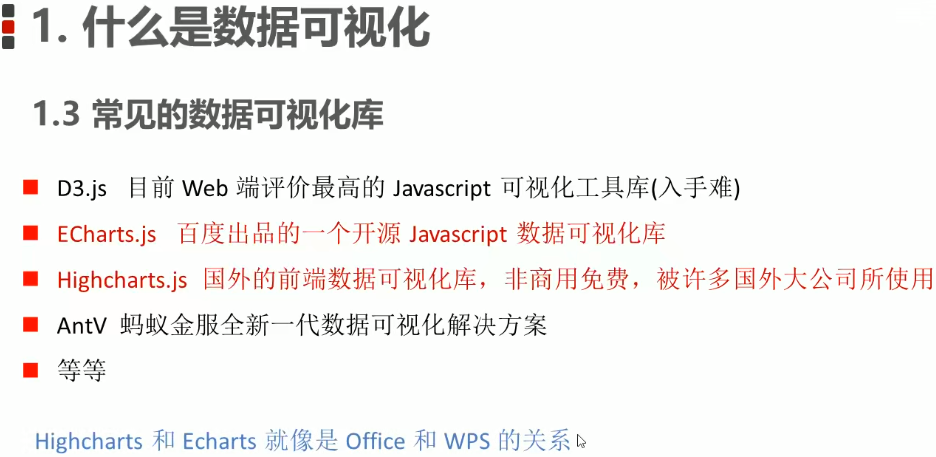 1. 什么是数据可视化
1.3 常见的数据可视化库
D3.js 目前 Web 端评价最高的 Javascript 可视化工具库(入手难)
ECharts.js 百度出品的一个开源 Javascript 数据可视化库
Highcharts.js 国外的前端数据可视化库，非商用免费，被许多国外大公司所使用
AntV 蚂蚁金服全新一代数据可视化解决方案
等等
Highcharts 和 Echarts 就像是 Office 和 WPS 的关系